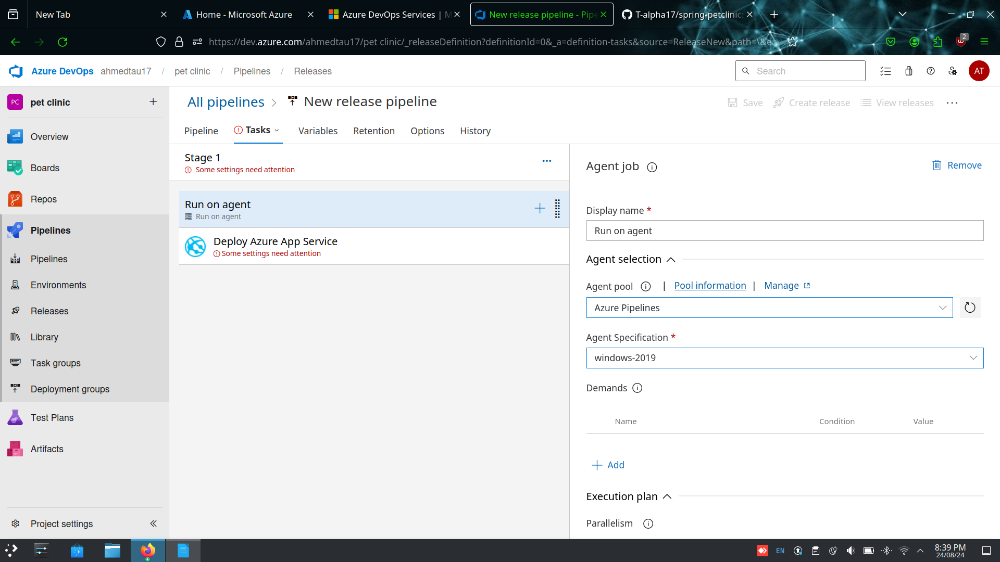 New Tab
Home - Microsoft Azure
Azure DevOps Services | M
New release pipeline - Pipe
T-alpha17/spring-petclinic:
https://dev.azure.com/ahmedtau17/pet clinic/_releaseDefinition?definitionId=0&_a=definition-tasks&source=ReleaseNew&path=\&
2
Azure DevOps
ahmedtau17 / pet clinic / Pipelines / Releases
Search
AT
PC
pet clinic
Overview
Boards
Repos
Pipelines
Pipelines
Environments
Releases
Library
Task groups
Deployment groups
Test Plans
Artifacts
Project settings
All pipelines
New release pipeline
Save
Create release
View releases
Pipeline
Tasks
Variables
Retention
Options
History
Stage 1
Some settings need attention
Run on agent
Run on agent
Deploy Azure App Service
Some settings need attention
Agent job
Remove
Display name *
Run on agent
Agent selection
Agent pool | Pool information | Manage
Azure Pipelines
Agent Specification *
windows-2019
Demands
Name Condition Value
Add
Execution plan
Parallelism
EN
8:39 PM
24/08/24